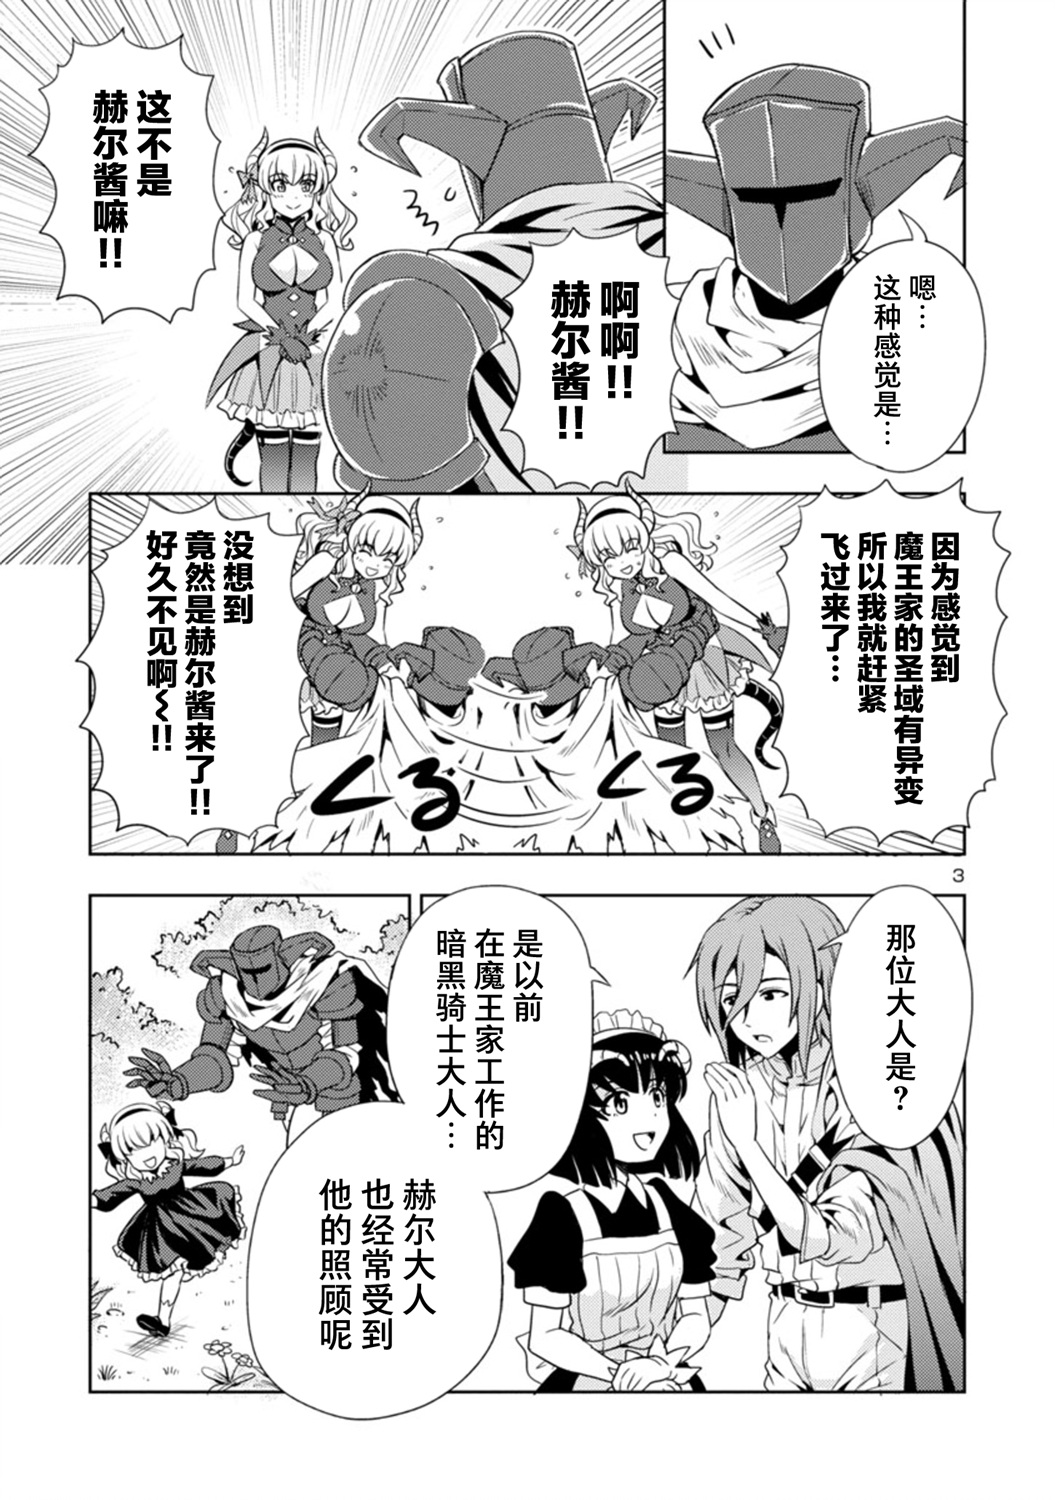 嗯…
这种感觉是…
啊啊!!
赫尔酱!!
这不是
赫尔酱嘛!!
因为感觉到
魔王家的圣域有异变
所以我就赶紧
飞过来了…
没想到
竟然是赫尔酱来了!!
好久不见啊～!!
くる
くる
3
那位大人是?
是以前
在魔王家工作的
暗黑骑士大人…
赫尔大人
也经常受到
他的照顾呢